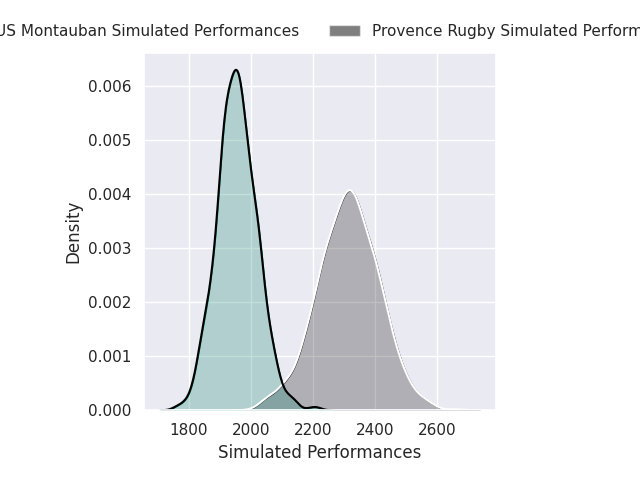 US Montauban Simulated Performances
Provence Rugby Simulated Perform
0.006
0.005
0.004
0.003
0.002
0.001
0.000
Density
1800 2000 2200 2400 2600
Simulated Performances